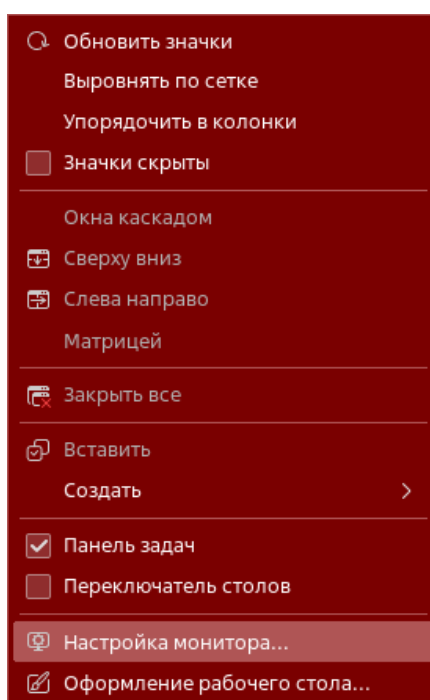 Обновить значки
Выровнять по сетке
Упорядочить в колонки
Значки скрыты
Окна каскадом
Сверху вниз
Слева направо
Матрицей
Закрыть все
Вставить
Создать
Панель задач
Переключатель столов
Настройка монитора...
Оформление рабочего стола...